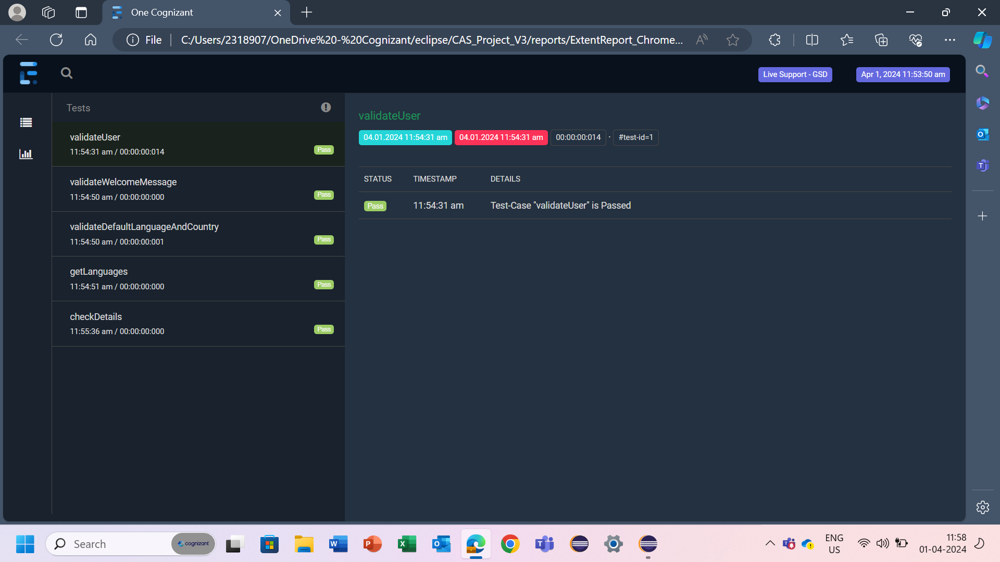 One Cognizant
File
C:/Users/2318907/OneDrive%20-%20Cognizant/eclipse/CAS_Project_V3/reports/ExtentReport_Chrome...
Live Support - GSD
Apr 1, 2024 11:53:50 am
Tests
validateUser
11:54:31 am / 00:00:00:014
Pass
validateWelcomeMessage
11:54:50 am / 00:00:00:000
Pass
validateDefaultLanguageAndCountry
11:54:50 am / 00:00:00:001
Pass
getLanguages
11:54:51 am / 00:00:00:000
Pass
checkDetails
11:55:36 am / 00:00:00:000
Pass
validateUser
04.01.2024 11:54:31 am 04.01.2024 11:54:31 am 00:00:00:014 · #test-id=1
STATUS TIMESTAMP DETAILS
Pass 11:54:31 am Test-Case "validateUser" is Passed
Search
cognizant
ENG
US
11:58
01-04-2024